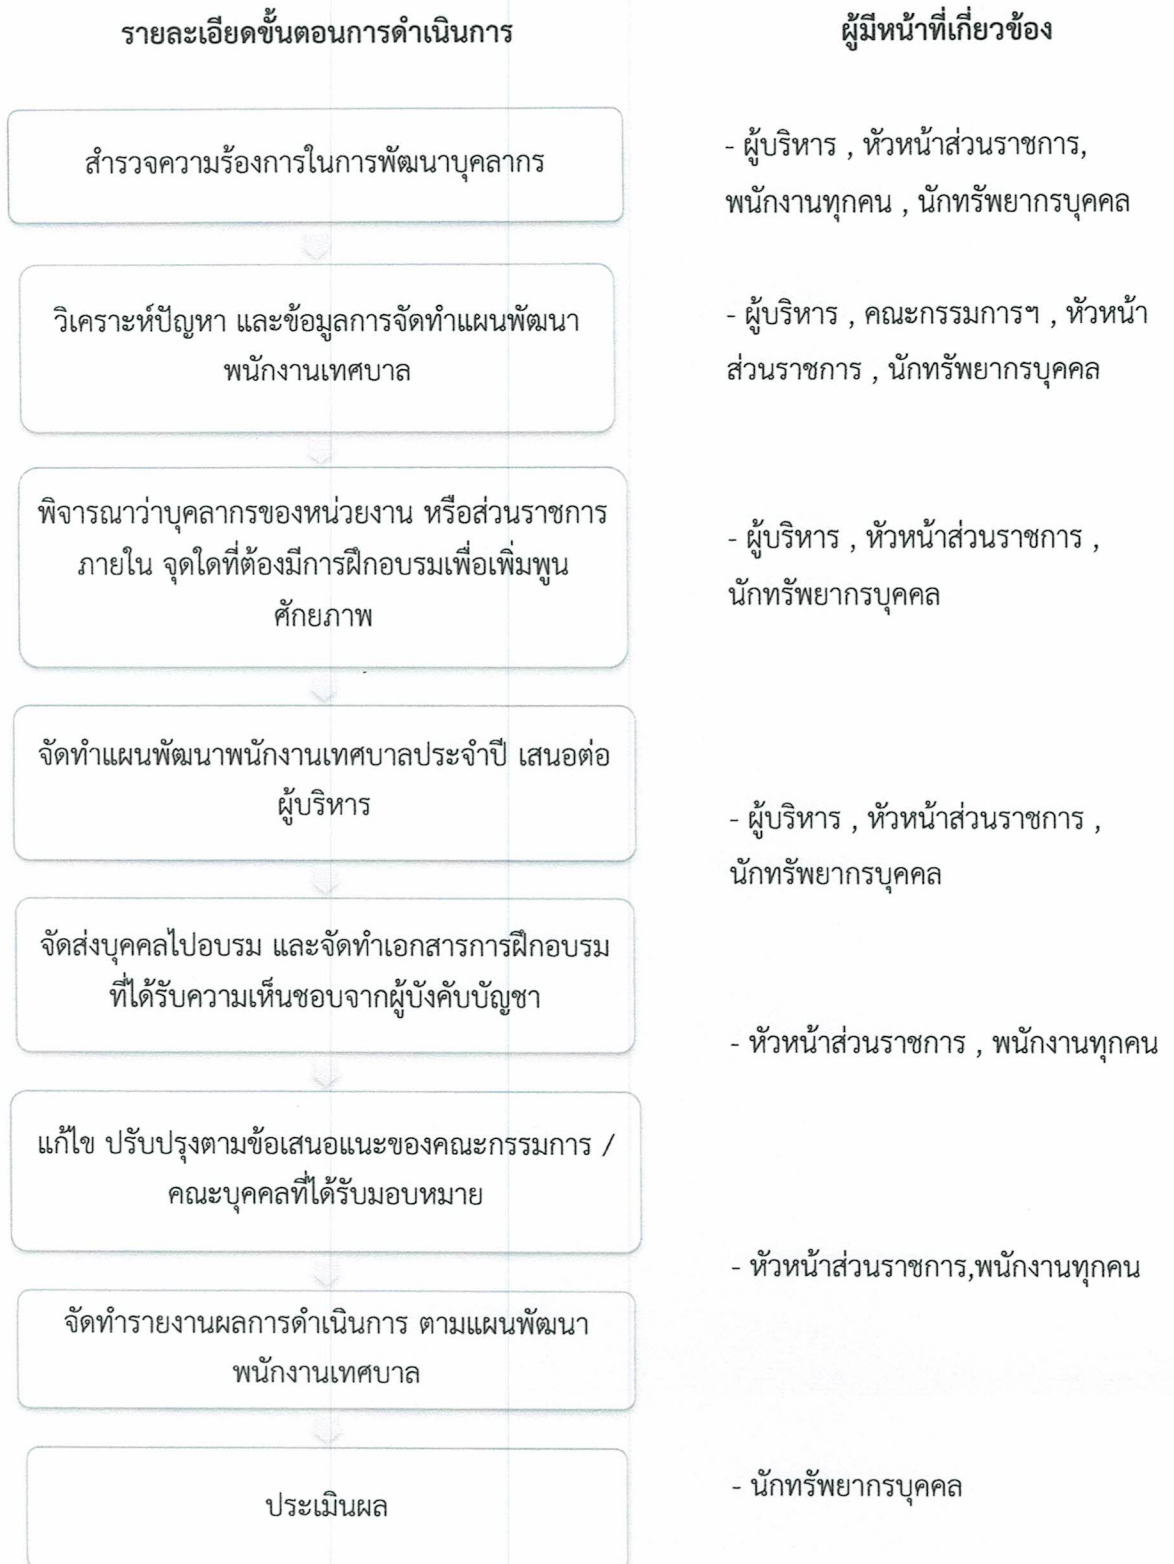 รายละเอียดขั้นตอนการดำเนินการ
ผู้มีหน้าที่เกี่ยวข้อง
สำรวจความร้องการในการพัฒนาบุคลากร
- ผู้บริหาร , หัวหน้าส่วนราชการ,
พนักงานทุกคน , นักทรัพยากรบุคคล
วิเคราะห์ปัญหา และข้อมูลการจัดทำแผนพัฒนา
พนักงานเทศบาล
- ผู้บริหาร , คณะกรรมการฯ , หัวหน้า
ส่วนราชการ , นักทรัพยากรบุคคล
พิจารณาว่าบุคลากรของหน่วยงาน หรือส่วนราชการ
ภายใน จุดใดที่ต้องมีการฝึกอบรมเพื่อเพิ่มพูน
ศักยภาพ
- ผู้บริหาร , หัวหน้าส่วนราชการ ,
นักทรัพยากรบุคคล
จัดทำแผนพัฒนาพนักงานเทศบาลประจำปี เสนอต่อ
ผู้บริหาร
- ผู้บริหาร , หัวหน้าส่วนราชการ ,
นักทรัพยากรบุคคล
จัดส่งบุคคลไปอบรม และจัดทำเอกสารการฝึกอบรม
ที่ได้รับความเห็นชอบจากผู้บังคับบัญชา
- หัวหน้าส่วนราชการ , พนักงานทุกคน
แก้ไข ปรับปรุงตามข้อเสนอแนะของคณะกรรมการ /
คณะบุคคลที่ได้รับมอบหมาย
- หัวหน้าส่วนราชการ,พนักงานทุกคน
จัดทำรายงานผลการดำเนินการ ตามแผนพัฒนา
พนักงานเทศบาล
ประเมินผล
- นักทรัพยากรบุคคล